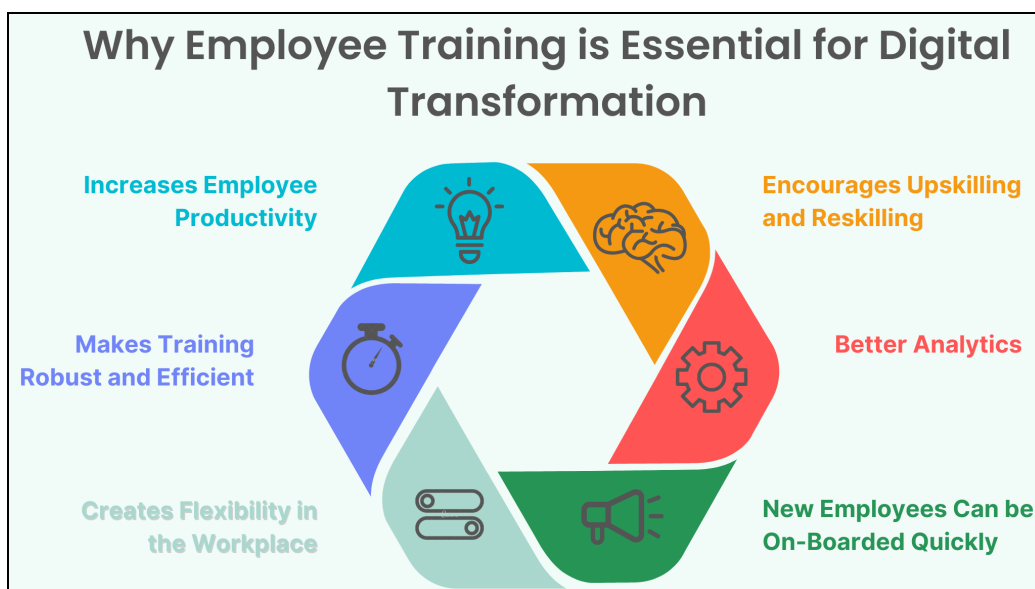 Why Employee Training is Essential for Digital
Transformation
Increases Employee
Productivity
Encourages Upskilling
and Reskilling
Makes Training
Robust and Efficient
Better Analytics
Creates Flexibility in
the Workplace
New Employees Can be
On-Boarded Quickly